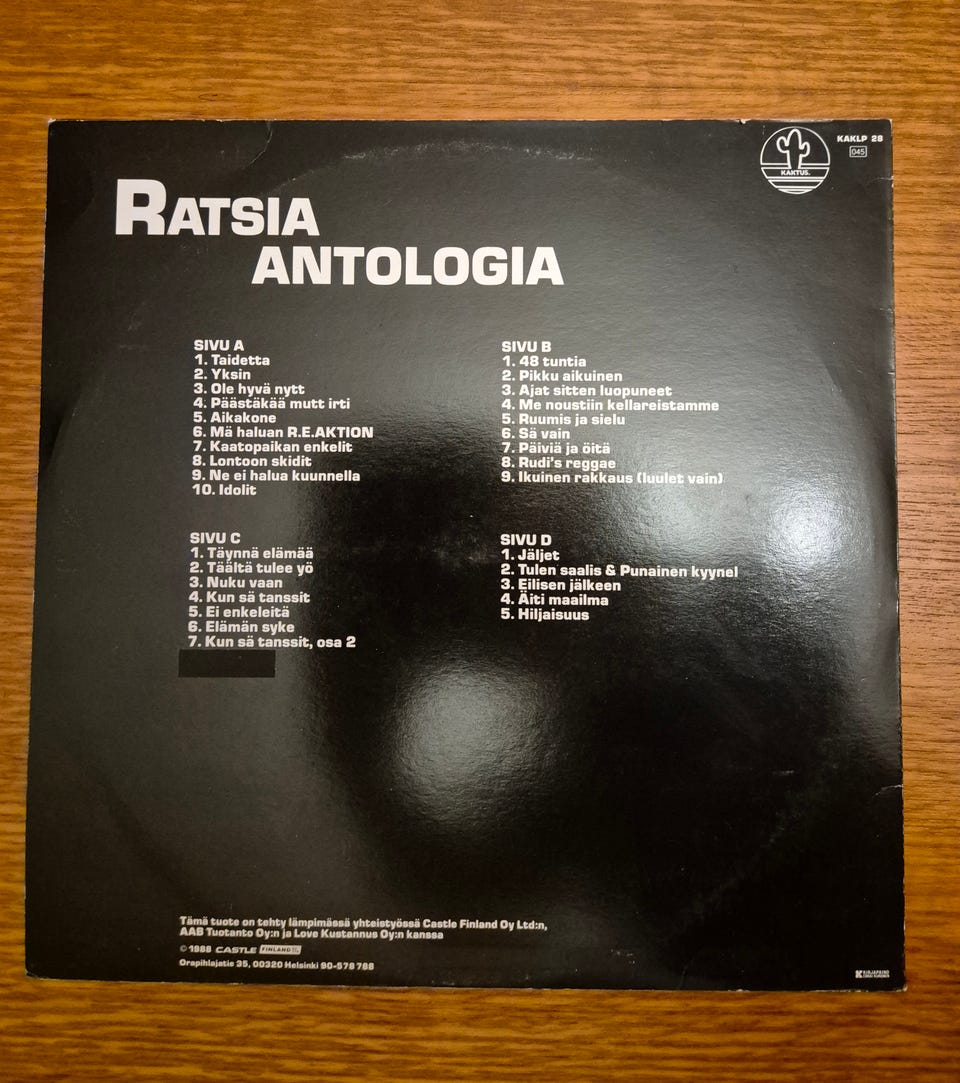 KAKTUS.
KAKLP 28
045
RATSIA
ANTOLOGIA
SIVU A
1. Taidetta
2. Yksin
3. Ole hyvä nytt
4. Päästäkää mutt irti
5. Aikakone
6. Mä haluan R.E.AKTION
7. Kaatopaikan enkelit
8. Lontoon skidit
9. Ne ei halua kuunnella
10. Idolit
SIVU B
1. 48 tuntia
2. Pikku aikuinen
3. Ajat sitten luopuneet
4. Me noustiin kellareistamme
5. Ruumis ja sielu
6. Sä vain
7. Päiviä ja öitä
8. Rudi's reggae
9. Ikuinen rakkaus (luulet vain)
SIVU C
1. Täynnä elämää
2. Täältä tulee yö
3. Nuku vaan
4. Kun sä tanssit
5. Ei enkeleitä
6. Elämän syke
7. Kun sä tanssit, osa 2
SIVU D
1. Jäljet
2. Tulen saalis & Punainen kyynel
3. Eilisen jälkeen
4. Äiti maailma
5. Hiljaisuus
Tämä tuote on tehty lämpimässä yhteistyössä Castle Finland Oy Ltd:n,
AAB Tuotanto Oy:n ja Love Kustannus Oy:n kanssa
© 1988 CASTLE FINLAND
Orapihlajatie 35, 00320 Helsinki 90-578 788
KIRJAPAINO